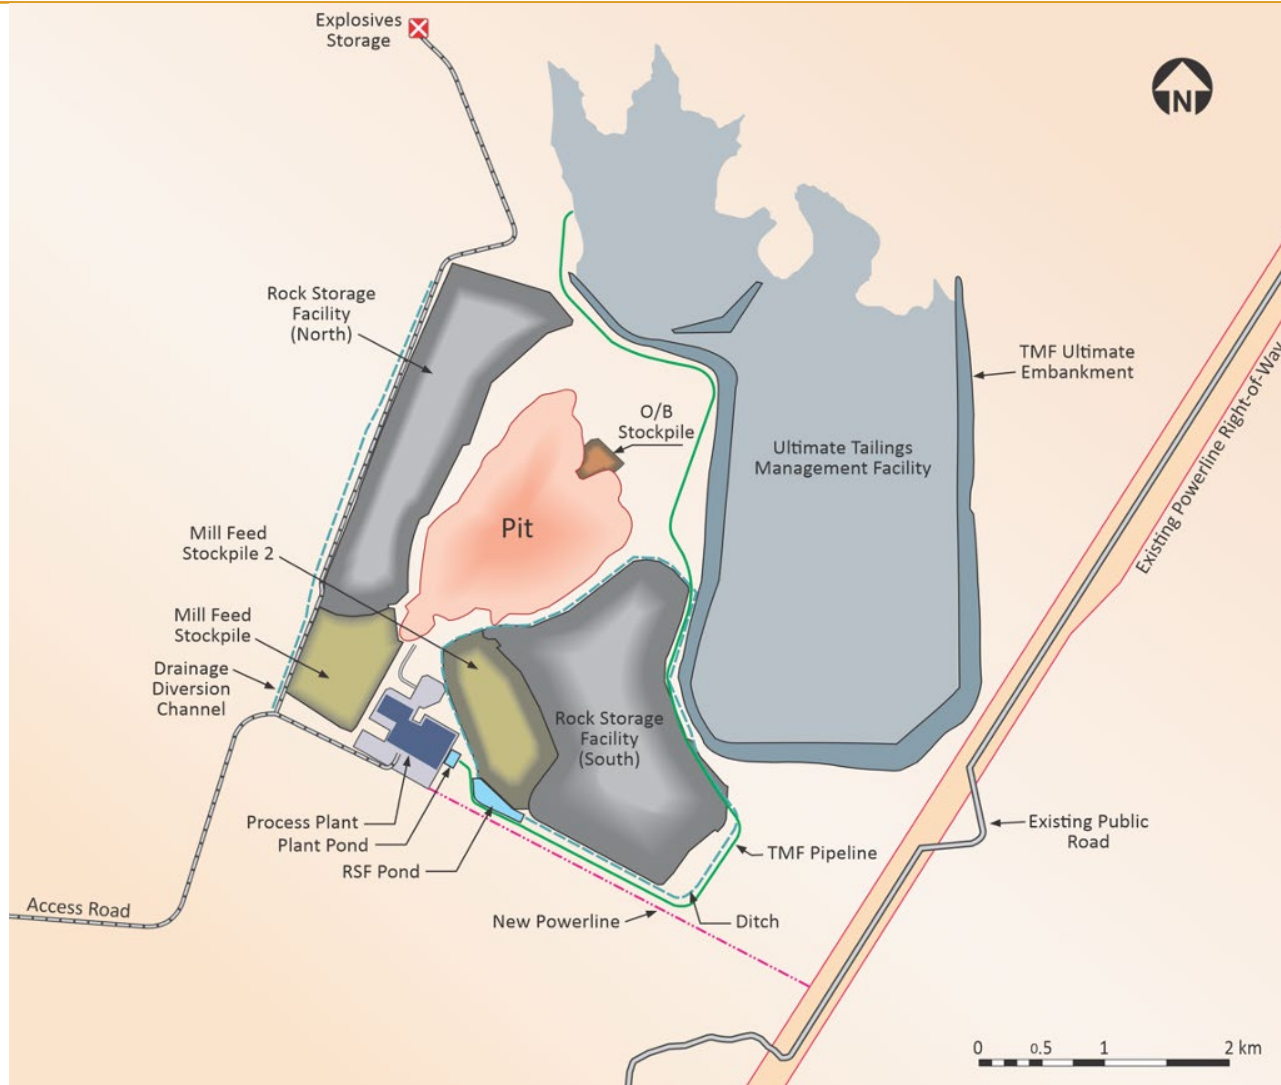 Explosives
Storage
N
Rock Storage
Facility
(North)
TMF Ultimate
Embankment
O/B
Stockpile
Ultimate Tailings
Management Facility
Existing Powerline Right-of-Way
Pit
Mill Feed
Stockpile 2
Mill Feed
Stockpile
Drainage
Diversion
Channel
Rock Storage
Facility
(South)
Process Plant
Plant Pond
RSF Pond
Existing Public
Road
TMF Pipeline
Access Road
New Powerline
Ditch
0 0.5 1 2 km